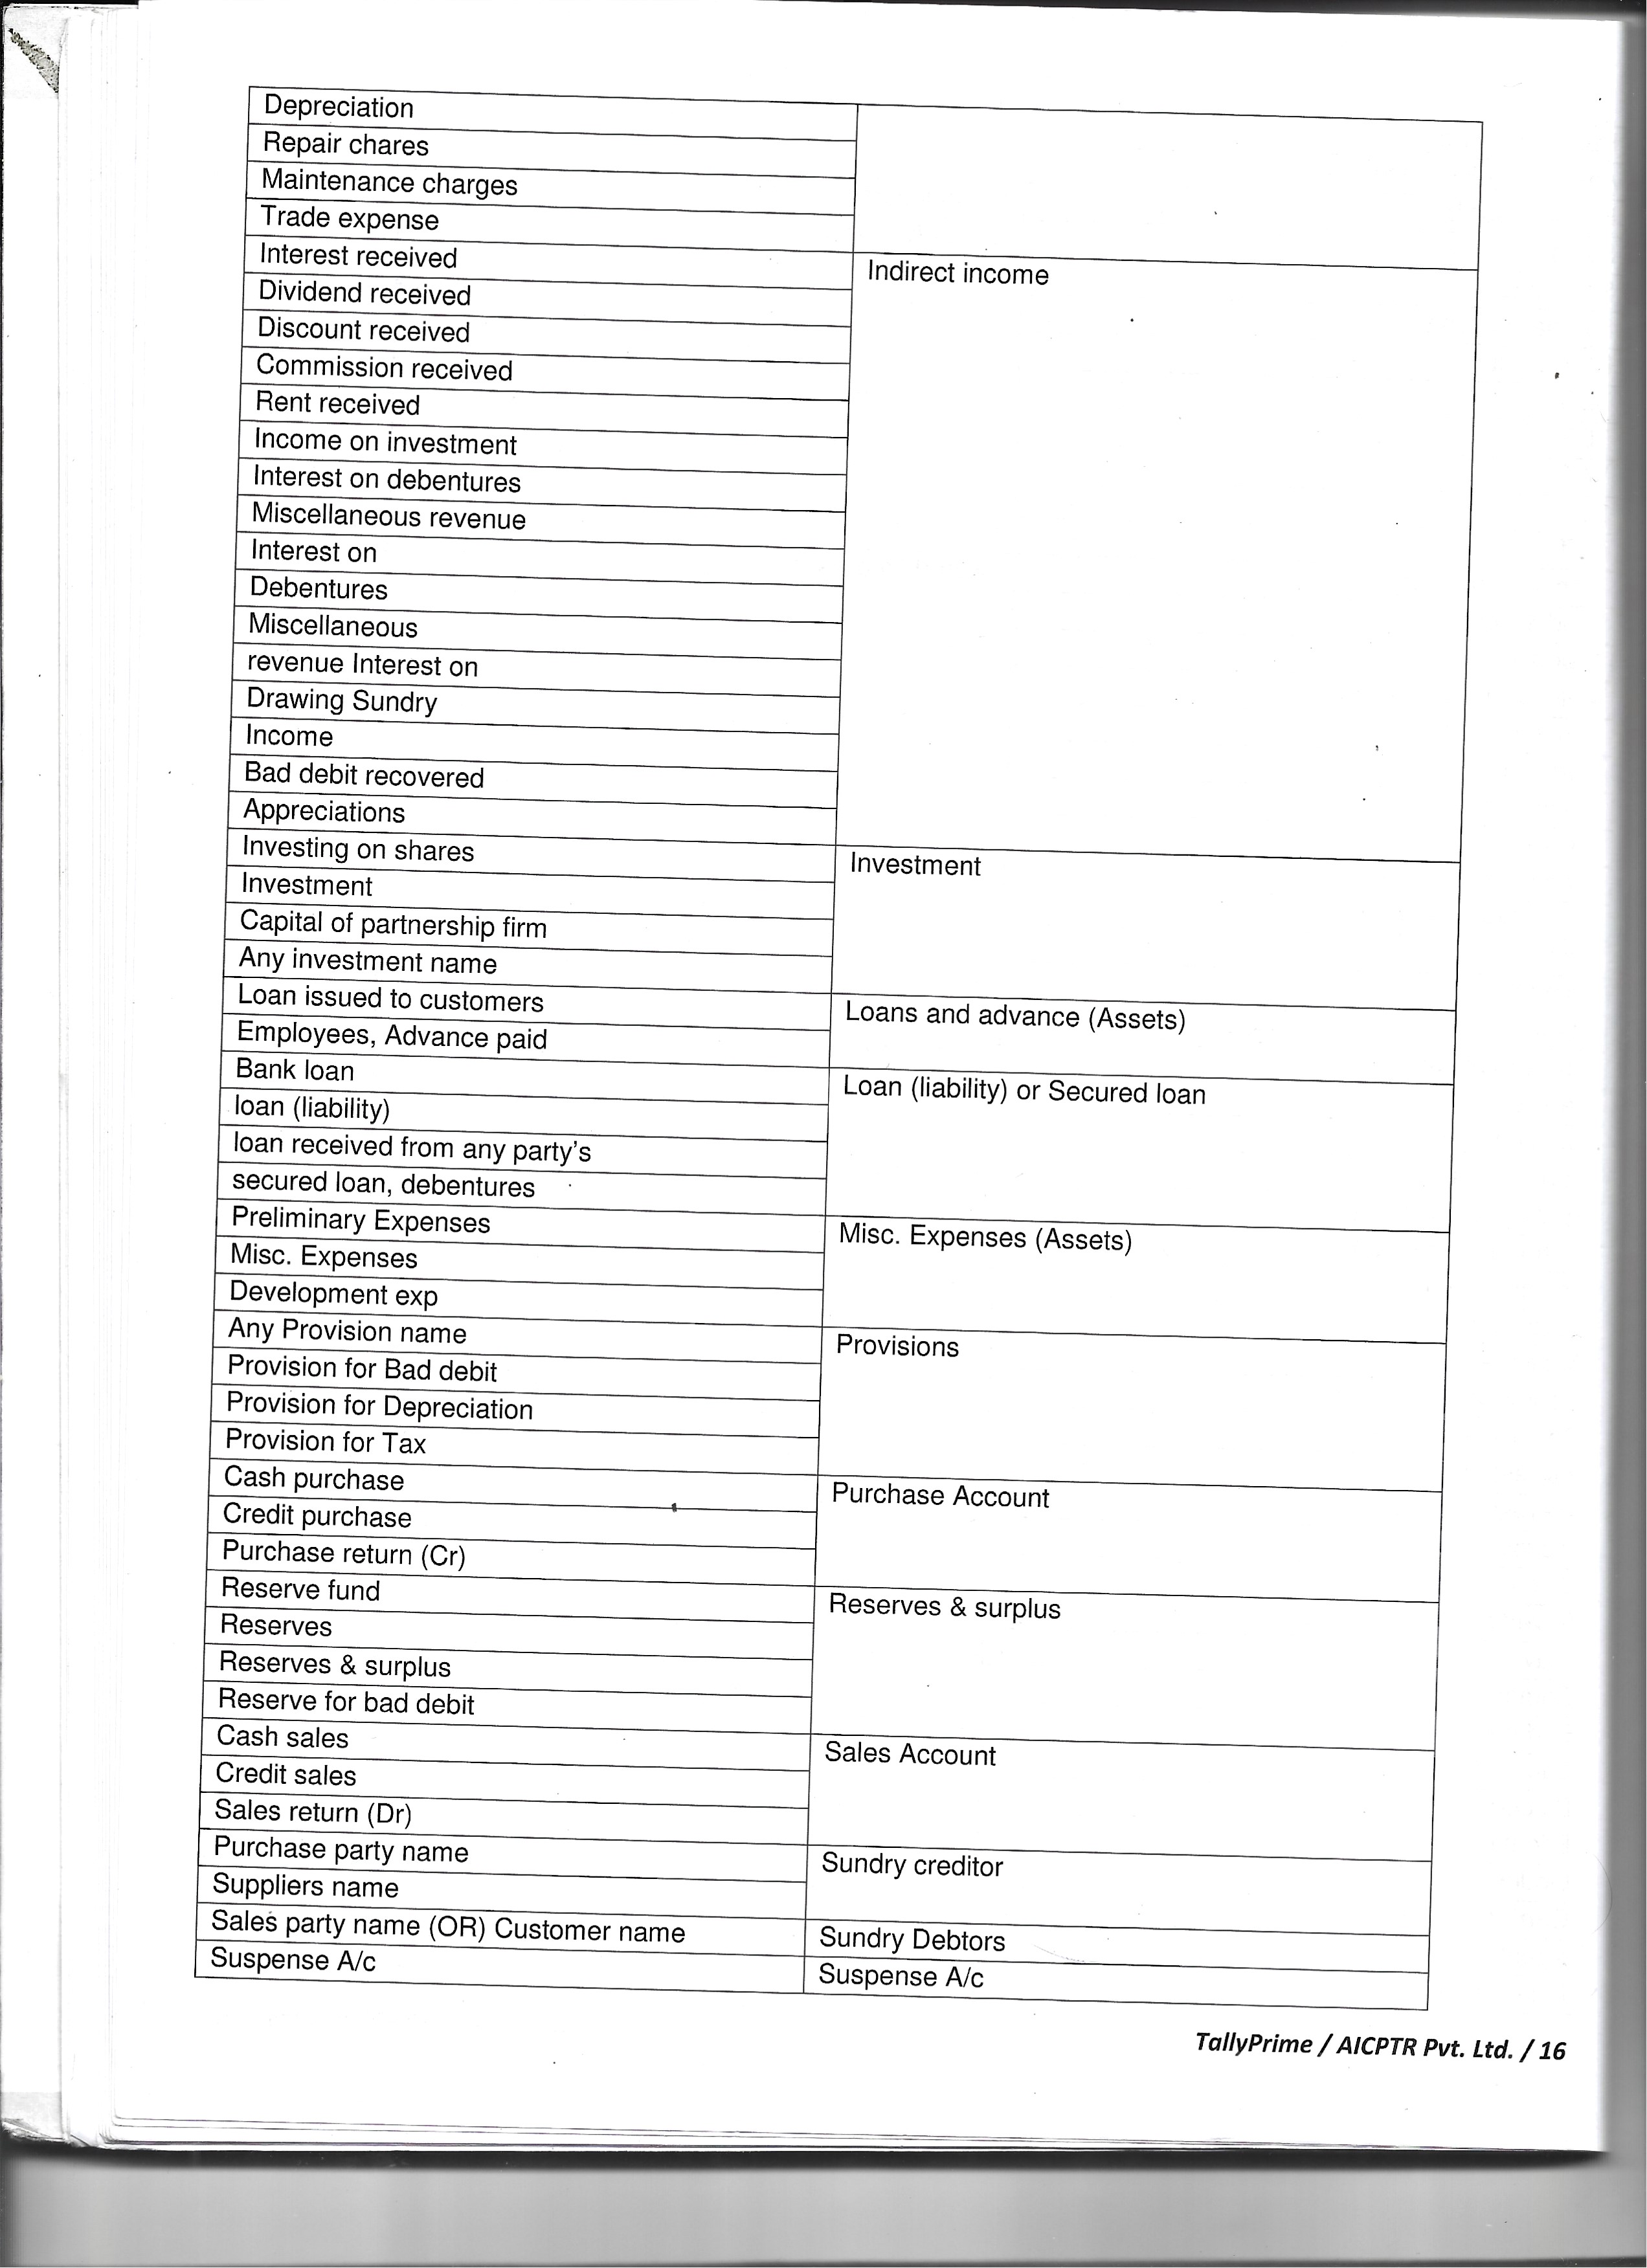 Depreciation
Repair chares
Maintenance charges
Trade expense
Interest received
Indirect income
Dividend received
Discount received
Commission received
Rent received
Income on investment
Interest on debentures
Miscellaneous revenue
Interest on
Debentures
Miscellaneous
revenue Interest on
Drawing Sundry
Income
Bad debit recovered
Appreciations
Investing on shares
Investment
Investment
Capital of partnership firm
Any investment name
Loan issued to customers
Loans and advance (Assets)
Employees, Advance paid
Bank loan
Loan (liability) or Secured loan
loan (liability)
loan received from any party’s
secured loan, debentures
Preliminary Expenses
Misc. Expenses (Assets)
Misc. Expenses
Development exp
Any Provision name
Provisions
Provision for Bad debit
Provision for Depreciation
Provision for Tax
Cash purchase
Purchase Account
Credit purchase
Purchase return (Cr)
Reserve fund
Reserves & surplus
Reserves
Reserves & surplus
Reserve for bad debit
Cash sales
Sales Account
Credit sales
Sales return (Dr)
Purchase party name
Sundry creditor
Suppliers name
Sales party name (OR) Customer name
Sundry Debtors
Suspense A/c
Suspense A/c
TallyPrime / AICPTR Pvt. Ltd. / 16